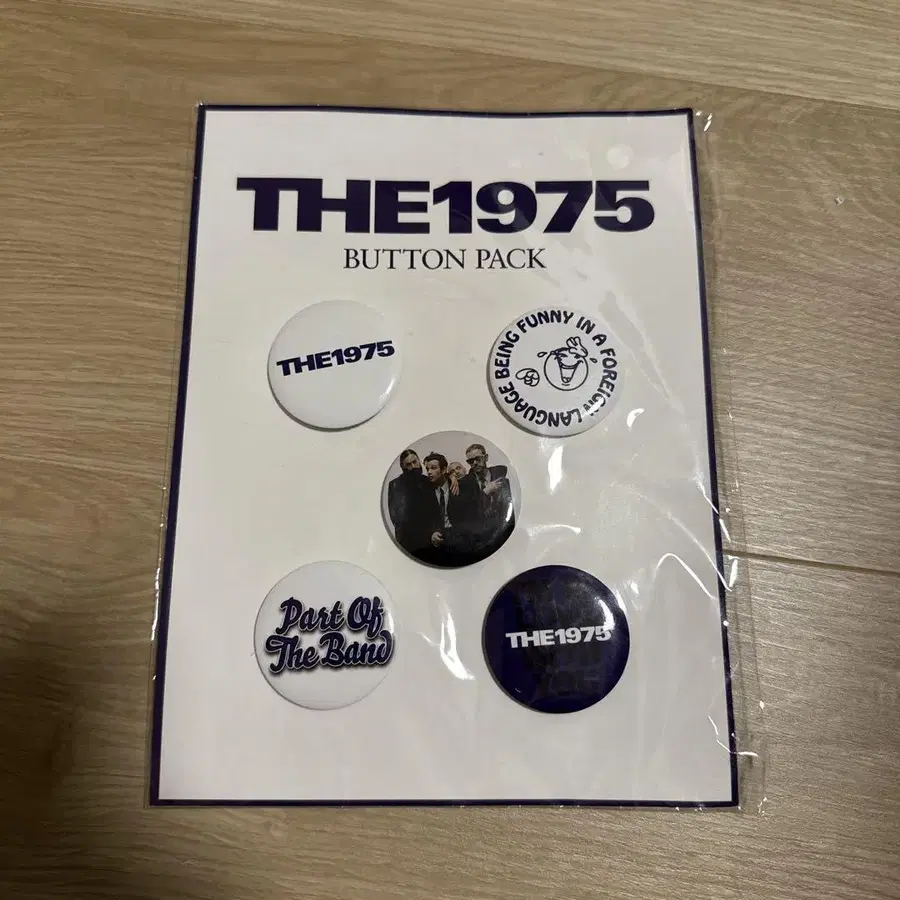 THE1975
BUTTON PACK
THE1975
BEING FUNNY IN A FOREIGN LANGUAGE
Part Of
The Band
THE1975